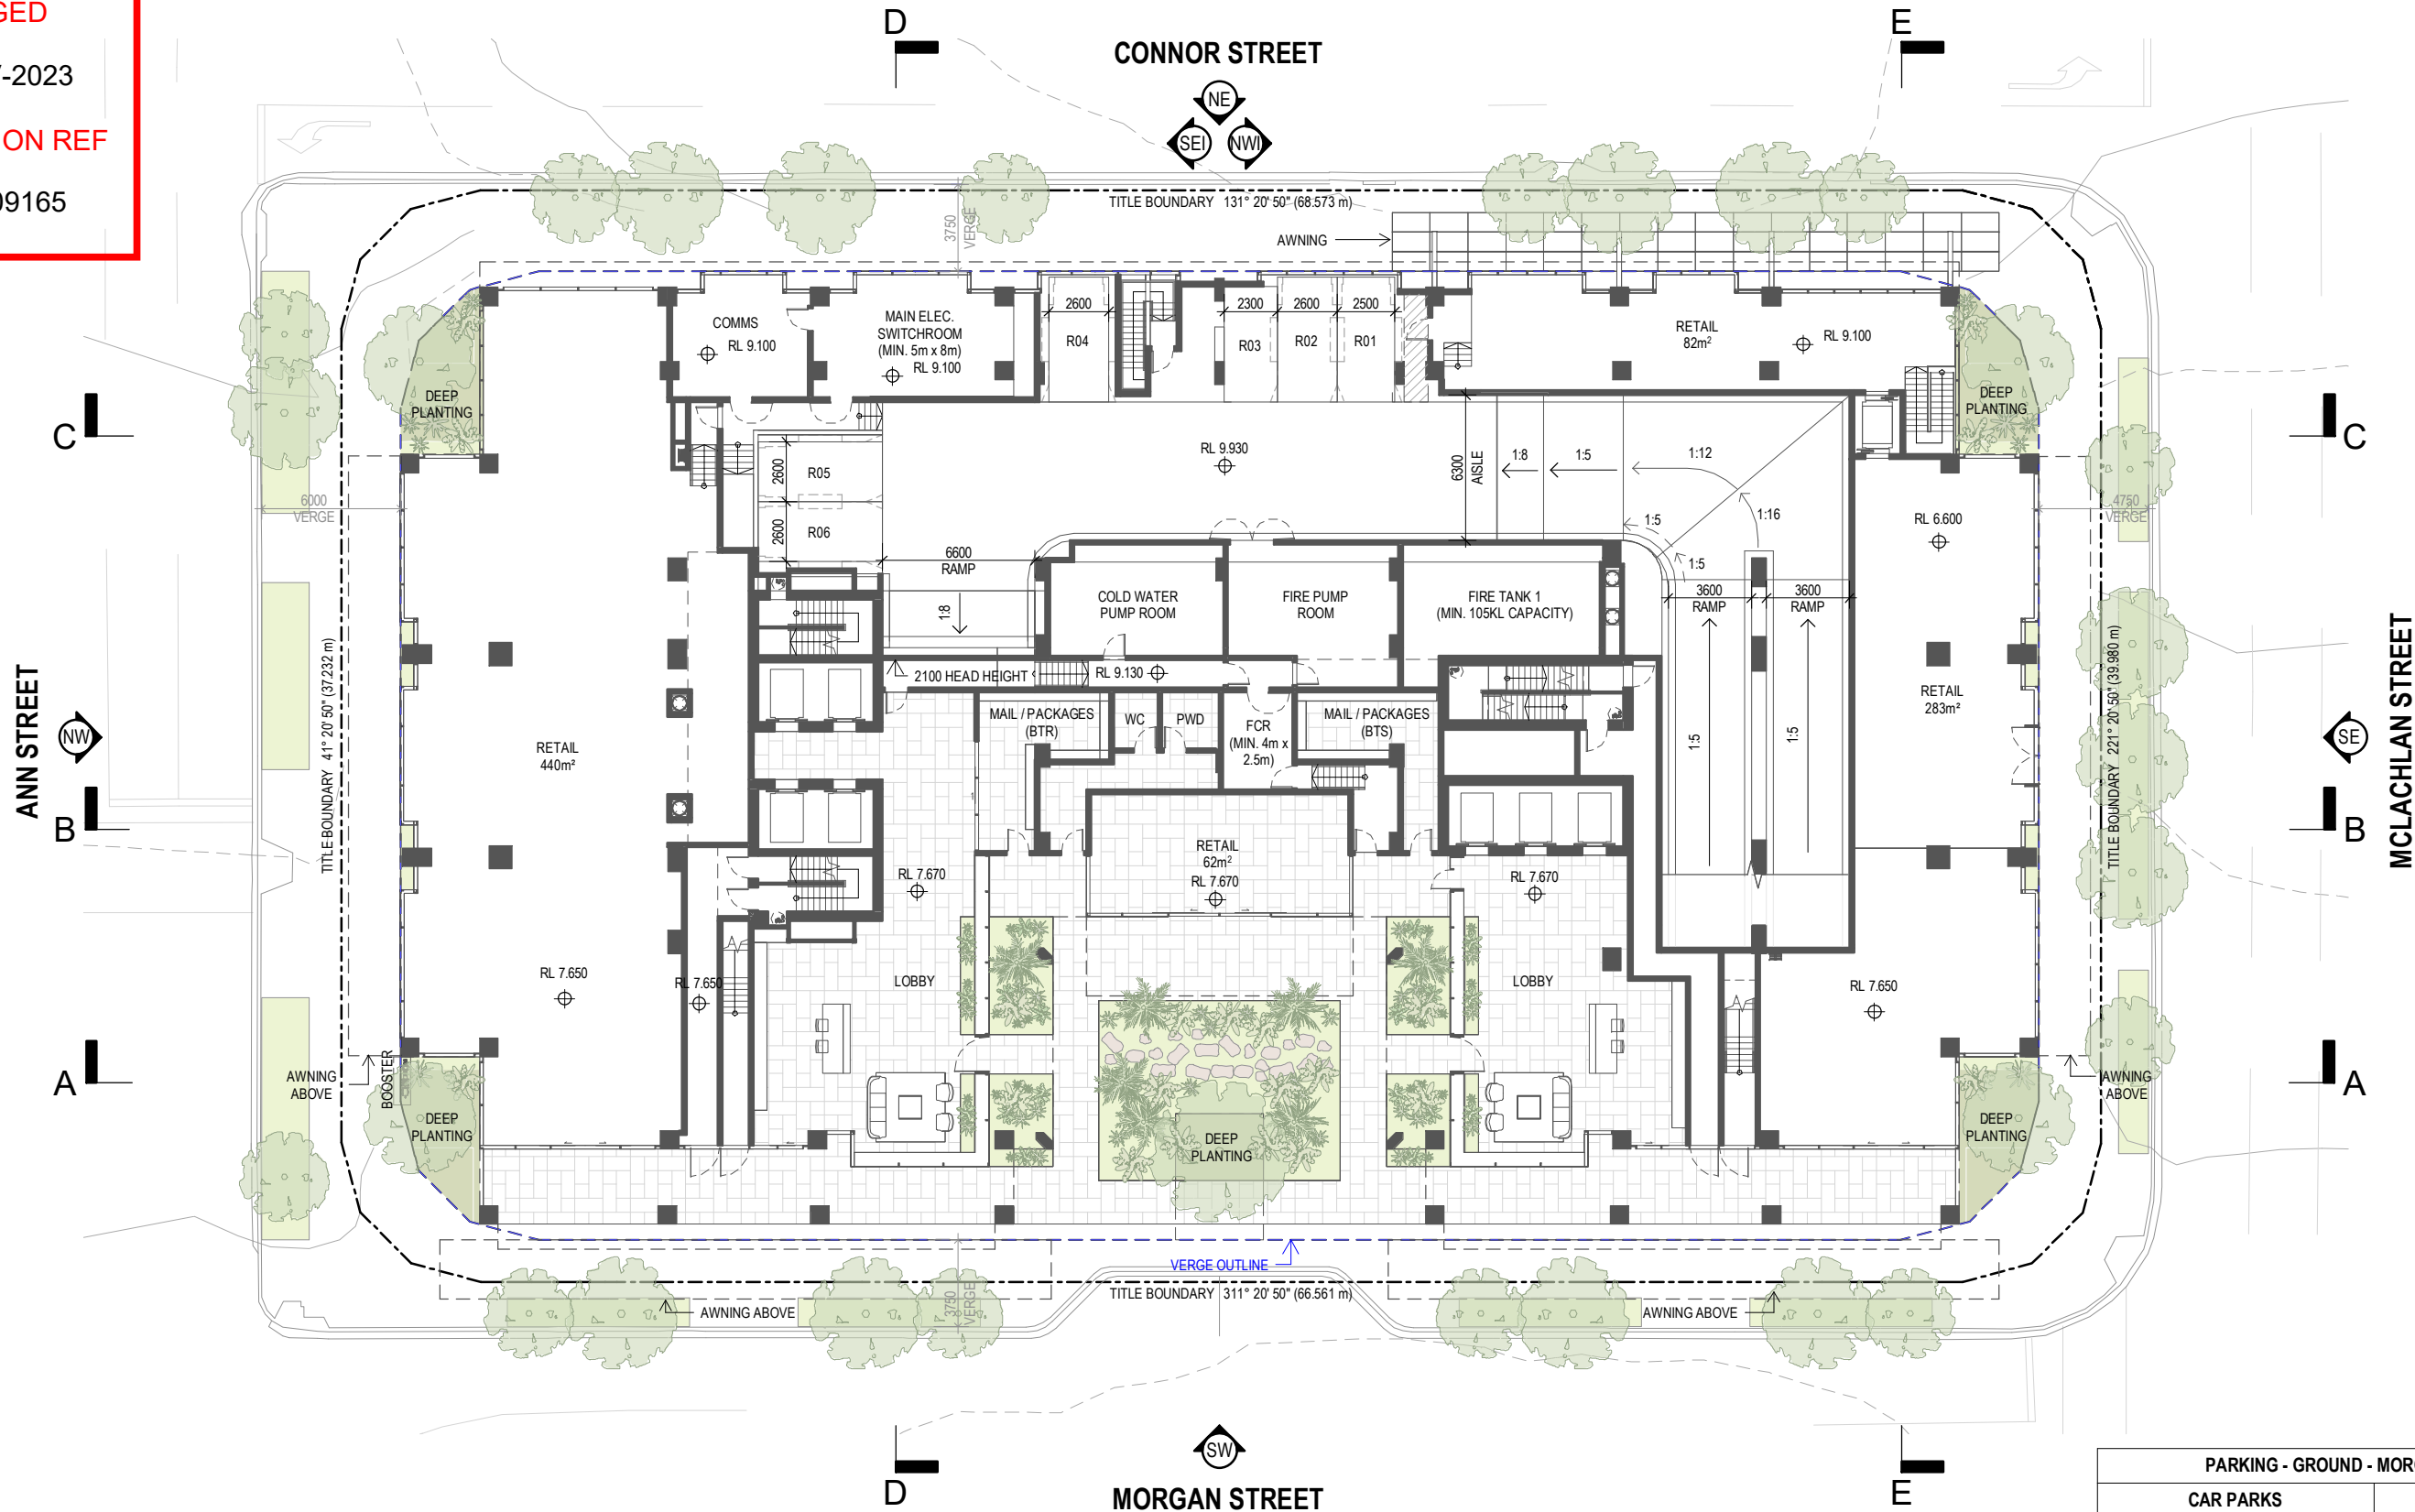 GED
-2023
ON REF
09165
D
CONNOR STREET
E
NE
SEI
NWI
TITLE BOUNDARY 131° 20' 50" (68.573 m)
3750
VERGE
AWNING
COMMS
RL 9.100
MAIN ELEC.
SWITCHROOM
(MIN. 5m x 8m)
RL 9.100
2600
R04
2300
2600
2500
R03
R02
R01
RETAIL
82m²
RL 9.100
DEEP
PLANTING
DEEP
PLANTING
C
C
RL 9.930
6300
AISLE
1:8
1:5
1:12
2600
R05
2600
R06
6000
VERGE
4750
VERGE
1:5
1:16
1:5
RL 6.600
6600
RAMP
1:8
COLD WATER
PUMP ROOM
FIRE PUMP
ROOM
FIRE TANK 1
(MIN. 105KL CAPACITY)
3600
RAMP
3600
RAMP
1:5
1:5
2100 HEAD HEIGHT
RL 9.130
ANN STREET
NW
TITLE BOUNDARY 41° 20' 50" (37.232 m)
RETAIL
440m²
MAIL / PACKAGES
(BTR)
WC
PWD
FCR
(MIN. 4m x
2.5m)
MAIL / PACKAGES
(BTS)
RETAIL
283m²
TITLE BOUNDARY 221° 20' 50" (39.980 m)
SE
MCLACHLAN STREET
B
B
RETAIL
62m²
RL 7.670
RL 7.670
RL 7.670
RL 7.650
RL 7.650
LOBBY
LOBBY
RL 7.650
A
A
AWNING
ABOVE
BOOSTER
AWNING
ABOVE
DEEP
PLANTING
DEEP
PLANTING
DEEP
PLANTING
VERGE OUTLINE
TITLE BOUNDARY 311° 20' 50" (66.561 m)
3750
VERGE
AWNING ABOVE
AWNING ABOVE
D
SW
MORGAN STREET
E
PARKING - GROUND - MOR
CAR PARKS